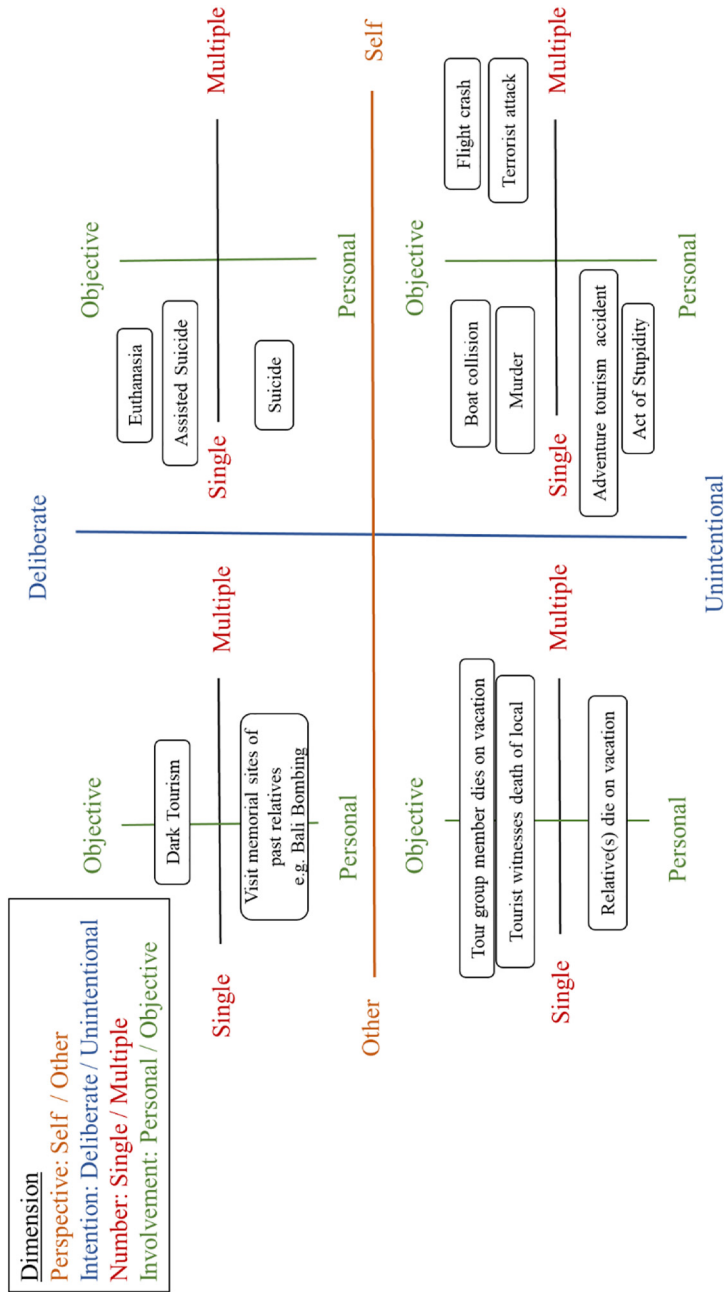 Dimension
Perspective: Self / Other
Intention: Deliberate / Unintentional
Number: Single / Multiple
Involvement: Personal / Objective
Deliberate
Objective
Dark Tourism
Single
Multiple
Visit memorial sites of
past relatives
e.g. Bali Bombing
Personal
Objective
Euthanasia
Assisted Suicide
Single
Multiple
Suicide
Personal
Other
Self
Objective
Tour group member dies on vacation
Tourist witnesses death of local
Single
Multiple
Relative(s) die on vacation
Personal
Objective
Boat collision
Flight crash
Murder
Terrorist attack
Single
Multiple
Adventure tourism accident
Act of Stupidity
Personal
Unintentional